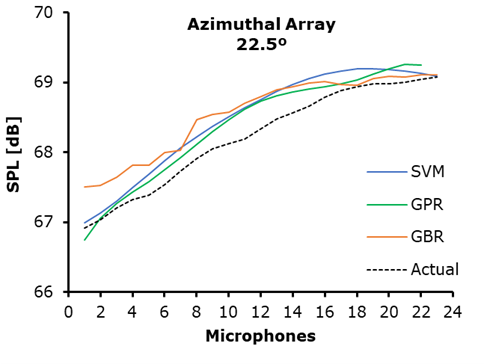 Azimuthal Array
22.5º
70
69
68
67
66
SPL [dB]
SVM
GPR
GBR
Actual
0 2 4 6 8 10 12 14 16 18 20 22 24
Microphones